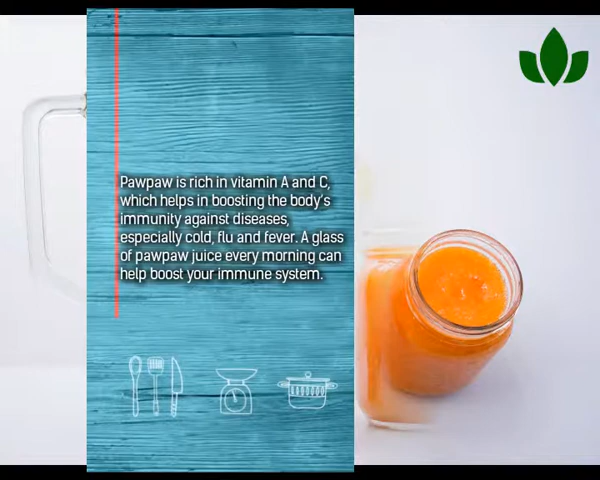 Pawpaw is rich in vitamin A and C,
which helps in boosting the body's
immunity against diseases,
especially cold, flu and fever. A glass
of pawpaw juice every morning can
help boost your immune system.